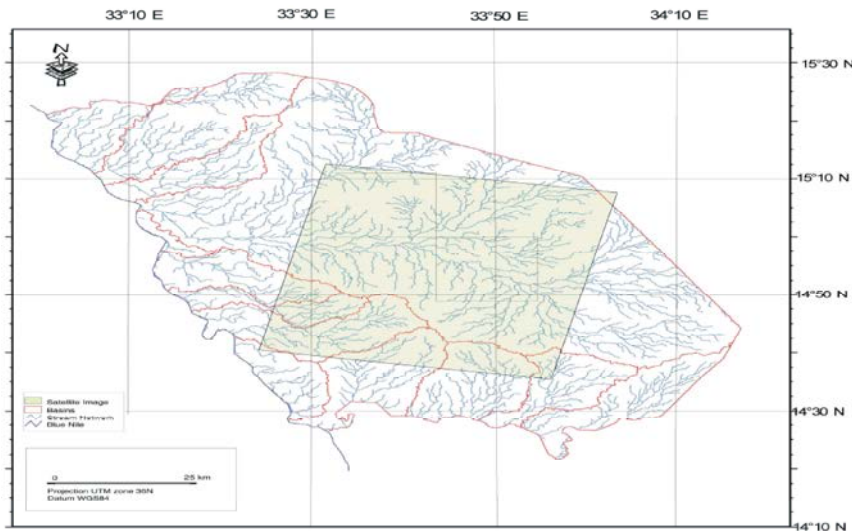 33°10 E 33°30 E 33°50 E 34°10 E
N
15°30 N
15°10 N
14°50 N
14°30 N
14°10 N
Satellite Image
Basins
Stream Network
Blue Nile
0 25 km
Projection UTM zone 36N
Datum WGS84